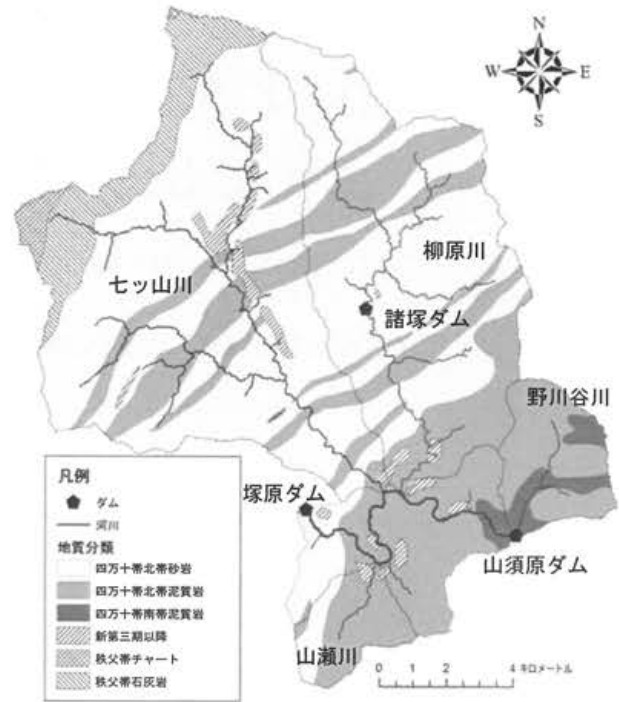 N
W E
S
柳原川
七ッ山川
諸塚ダム
野川谷川
塚原ダム
山須原ダム
山瀬川
凡例
ダム
河川
地質分類
四万十帯北帯砂岩
四万十帯北帯泥質岩
四万十帯南帯泥質岩
新第三期以降
秩父帯チャート
秩父帯石灰岩
0 1 2 4 キロメートル